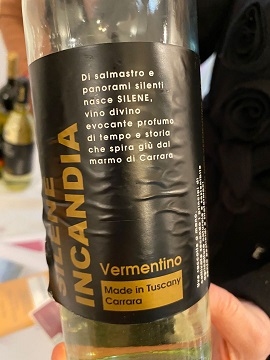 Di salmastro e
panorami silenti
nasce SILENE,
vino divino
evocante profumo
di tempo e storia
che spira giù dal
marmo di Carrara
SILENE
INCANDIA
Vermentino
Made in Tuscany
Carrara